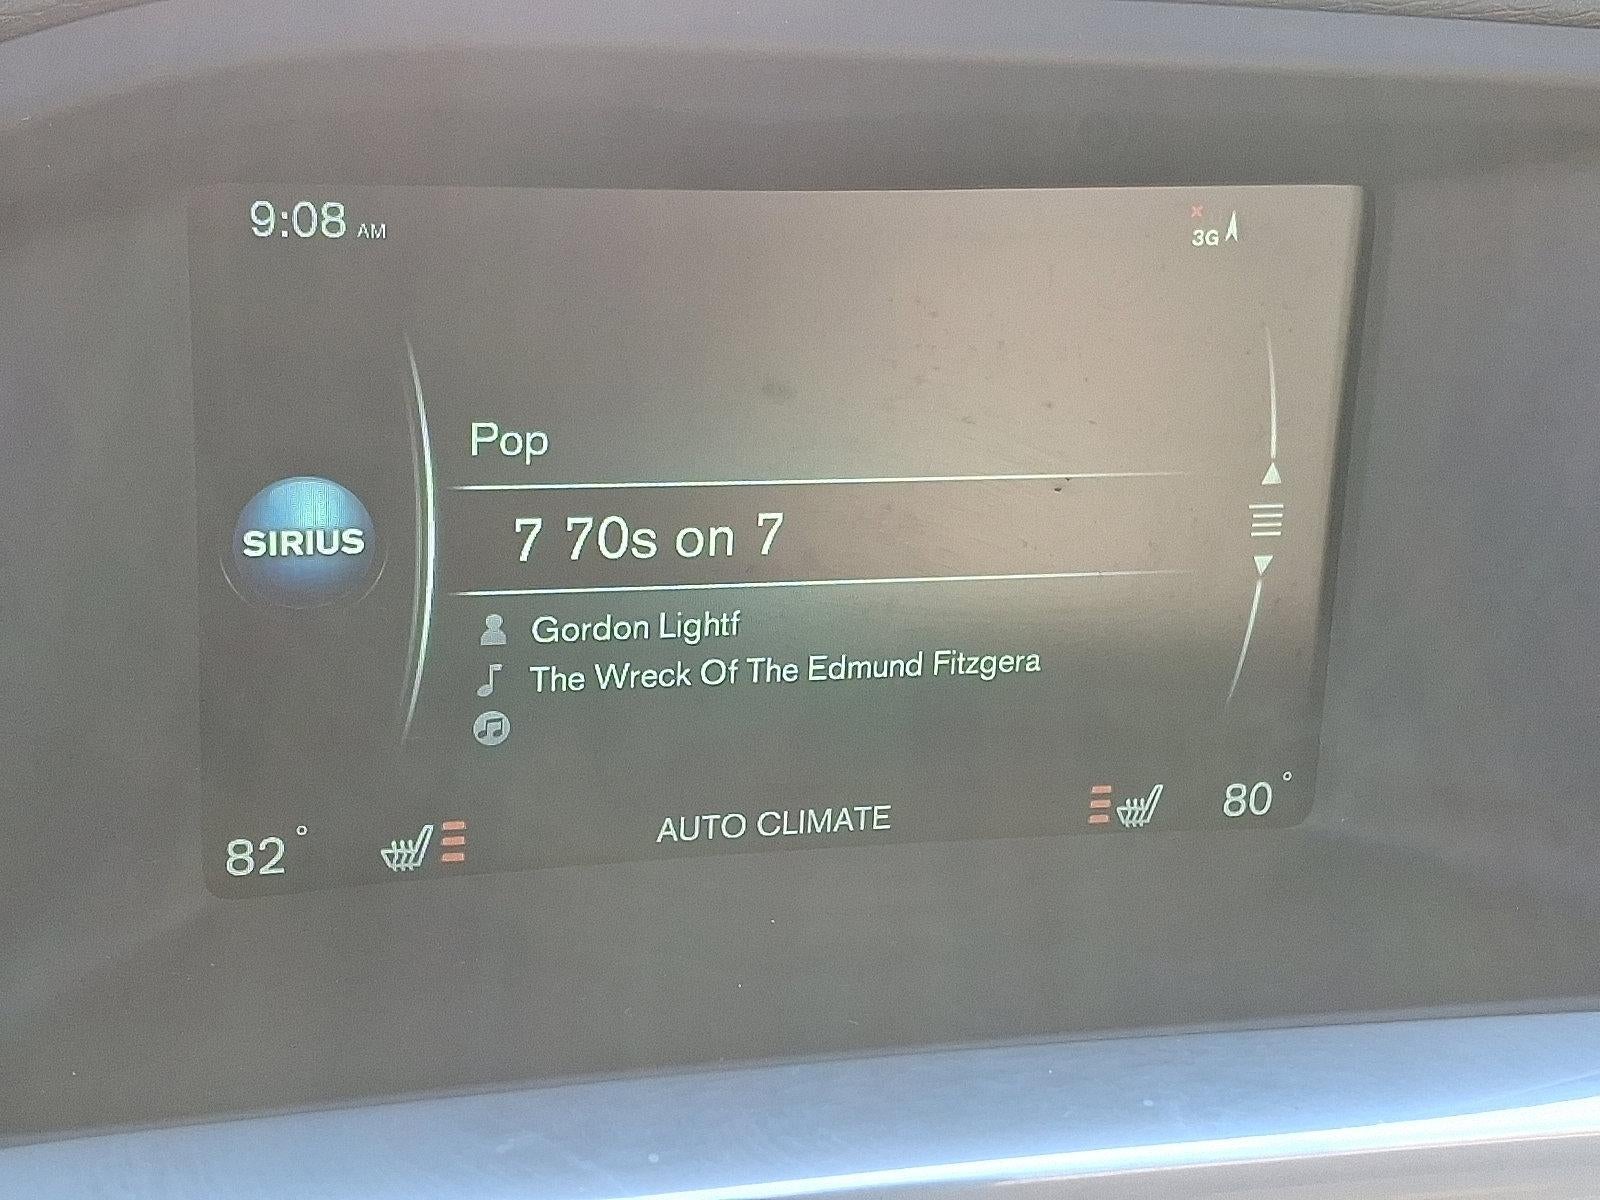 9:08 AM
3G
Pop
SIRIUS
7 70s on 7
Gordon Lightf
The Wreck Of The Edmund Fitzgera
82°
AUTO CLIMATE
80°